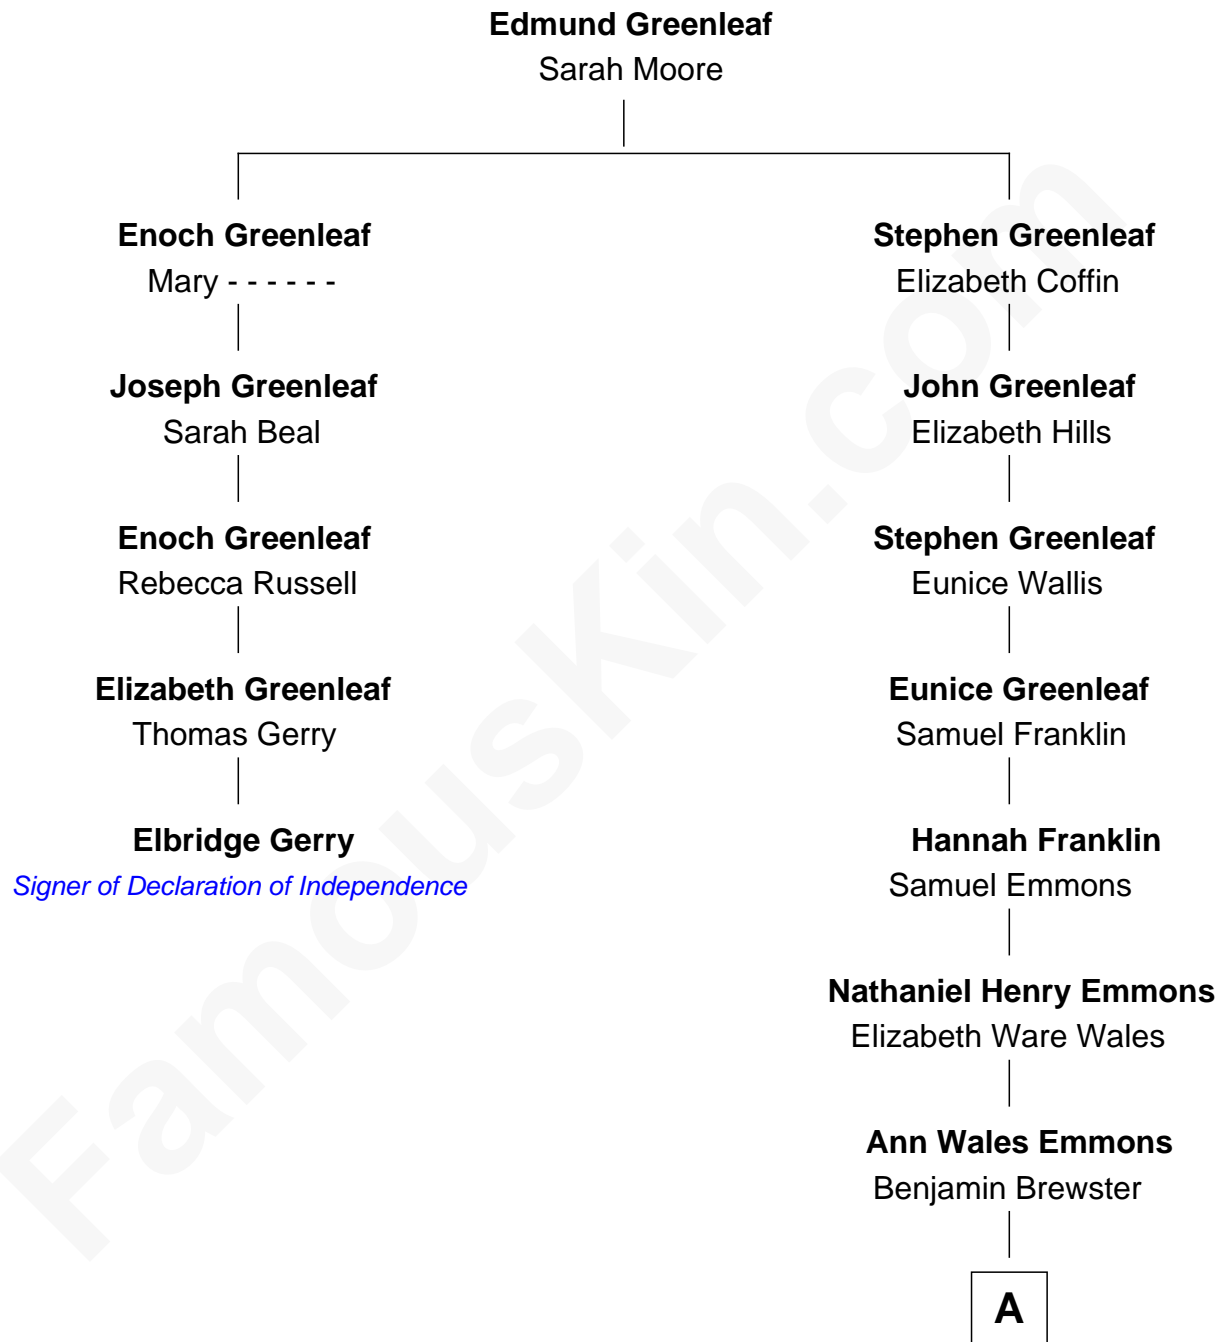 Edmund Greenleaf
Sarah Moore
Enoch Greenleaf
Mary - - - - - -
Stephen Greenleaf
Elizabeth Coffin
Joseph Greenleaf
Sarah Beal
John Greenleaf
Elizabeth Hills
Enoch Greenleaf
Rebecca Russell
Stephen Greenleaf
Eunice Wallis
Elizabeth Greenleaf
Thomas Gerry
Eunice Greenleaf
Samuel Franklin
Elbridge Gerry
Signer of Declaration of Independence
Hannah Franklin
Samuel Emmons
Nathaniel Henry Emmons
Elizabeth Ware Wales
Ann Wales Emmons
Benjamin Brewster
A
FamousKin.com